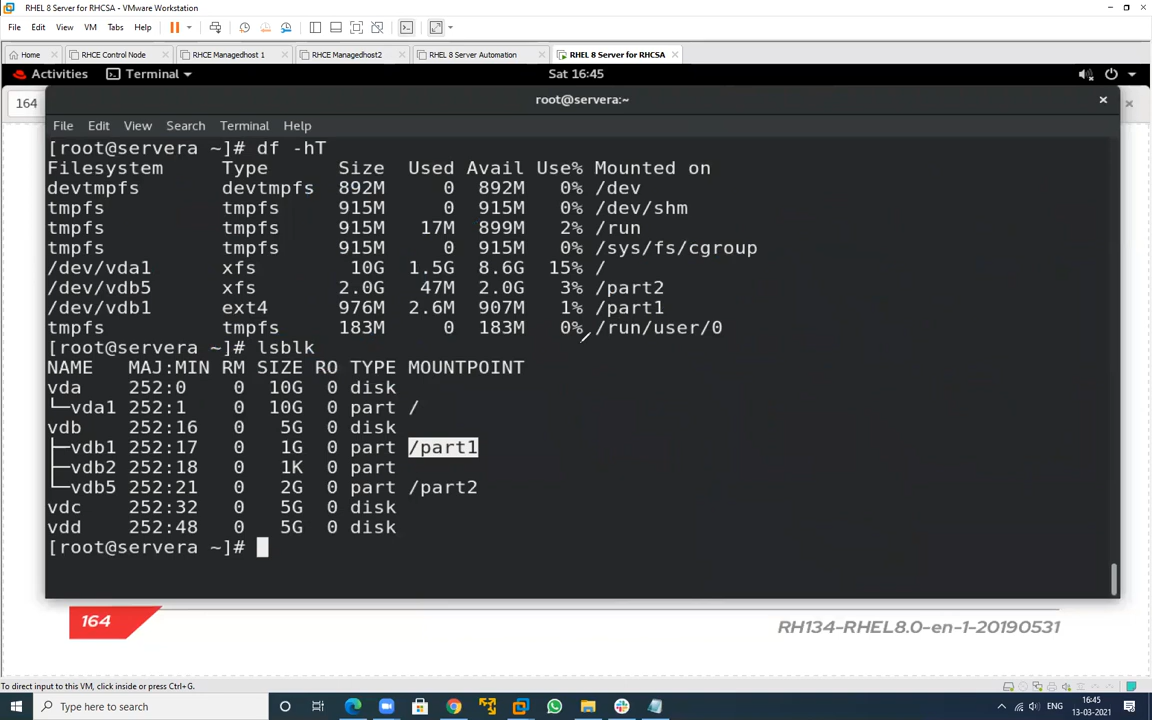 RHEL 8 Server for RHCSA - VMware Workstation
File Edit View VM Tabs Help
Home RHCE Control Node RHCE Managedhost 1 RHCE Managedhost2 RHEL 8 Server Automation RHEL 8 Server for RHCSA
Activities Terminal Sat 16:45
164 root@servera:~
File Edit View Search Terminal Help
[root@servera ~]# df -hT
Filesystem Type Size Used Avail Use% Mounted on
devtmpfs devtmpfs 892M 0 892M 0% /dev
tmpfs tmpfs 915M 0 915M 0% /dev/shm
tmpfs tmpfs 915M 17M 899M 2% /run
tmpfs tmpfs 915M 0 915M 0% /sys/fs/cgroup
/dev/vda1 xfs 10G 1.5G 8.6G 15% /
/dev/vdb5 xfs 2.0G 47M 2.0G 3% /part2
/dev/vdb1 ext4 976M 2.6M 907M 1% /part1
tmpfs tmpfs 183M 0 183M 0% /run/user/0
[root@servera ~]# lsblk
NAME MAJ:MIN RM SIZE RO TYPE MOUNTPOINT
vda 252:0 0 10G 0 disk
└─vda1 252:1 0 10G 0 part /
vdb 252:16 0 5G 0 disk
├─vdb1 252:17 0 1G 0 part /part1
├─vdb2 252:18 0 1K 0 part
└─vdb5 252:21 0 2G 0 part /part2
vdc 252:32 0 5G 0 disk
vdd 252:48 0 5G 0 disk
[root@servera ~]#
164 RH134-RHEL8.0-en-1-20190531
To direct input to this VM, click inside or press Ctrl+G.
Type here to search ENG 16:45
13-03-2021